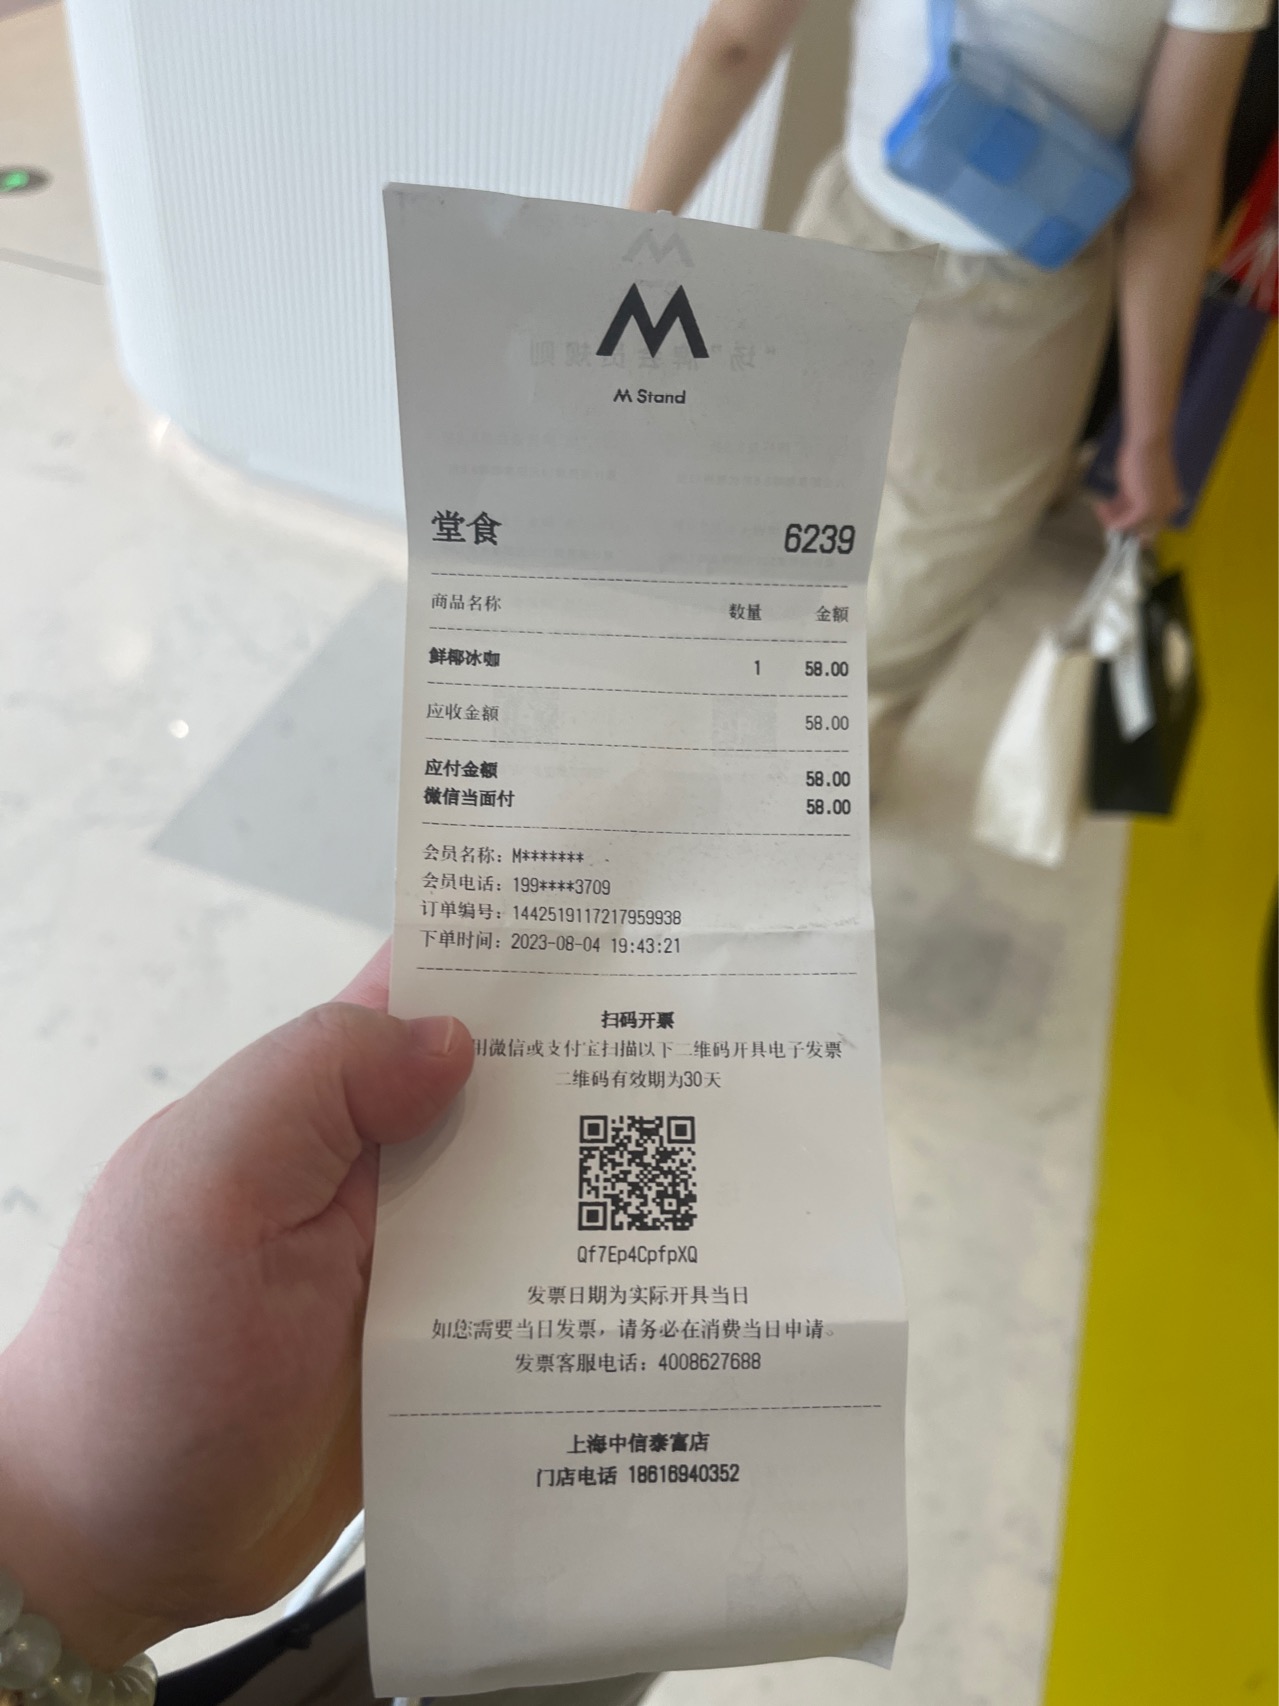 M Stand
堂食 6239
商品名称 数量 金额
鲜椰冰咖 1 58.00
应收金额 58.00
应付金额 58.00
微信当面付 58.00
会员名称：M*******
会员电话：199****3709
订单编号：1442519117217959938
下单时间：2023-08-04 19:43:21
扫码开票
用微信或支付宝扫描以下二维码开具电子发票
二维码有效期为30天
Qf7Ep4CpfpXQ
发票日期为实际开具当日
如您需要当日发票，请务必在消费当日申请。
发票客服电话：4008627688
上海中信泰富店
门店电话 18616940352